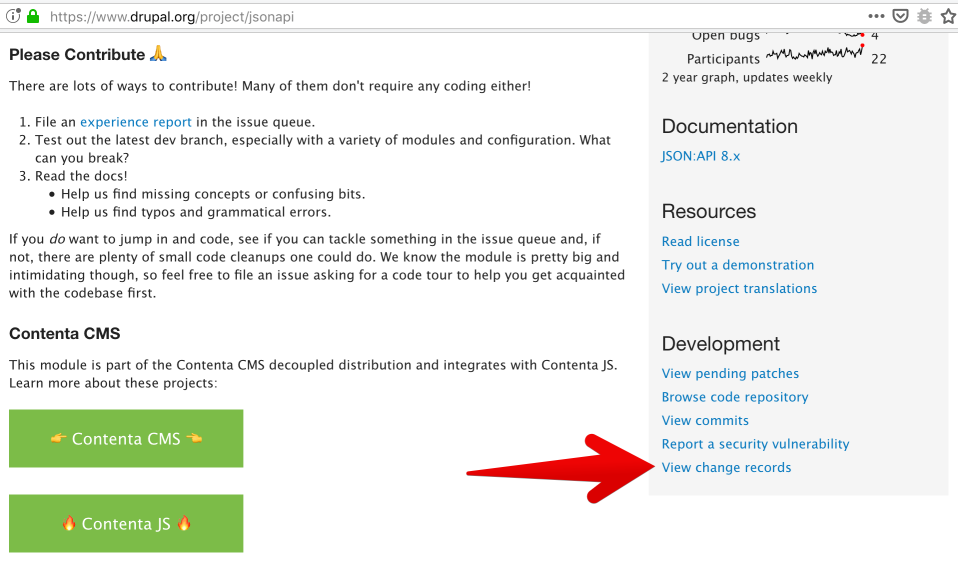 https://www.drupal.org/project/jsonapi
Please Contribute 🙏
There are lots of ways to contribute! Many of them don't require any coding either!
1. File an experience report in the issue queue.
2. Test out the latest dev branch, especially with a variety of modules and configuration. What
can you break?
3. Read the docs!
• Help us find missing concepts or confusing bits.
• Help us find typos and grammatical errors.
If you do want to jump in and code, see if you can tackle something in the issue queue and, if
not, there are plenty of small code cleanups one could do. We know the module is pretty big and
intimidating though, so feel free to file an issue asking for a code tour to help you get acquainted
with the codebase first.
Contenta CMS
This module is part of the Contenta CMS decoupled distribution and integrates with Contenta JS.
Learn more about these projects:
👉 Contenta CMS 👈
🔥 Contenta JS 🔥
Open bugs 4
Participants 22
2 year graph, updates weekly
Documentation
JSON:API 8.x
Resources
Read license
Try out a demonstration
View project translations
Development
View pending patches
Browse code repository
View commits
Report a security vulnerability
View change records